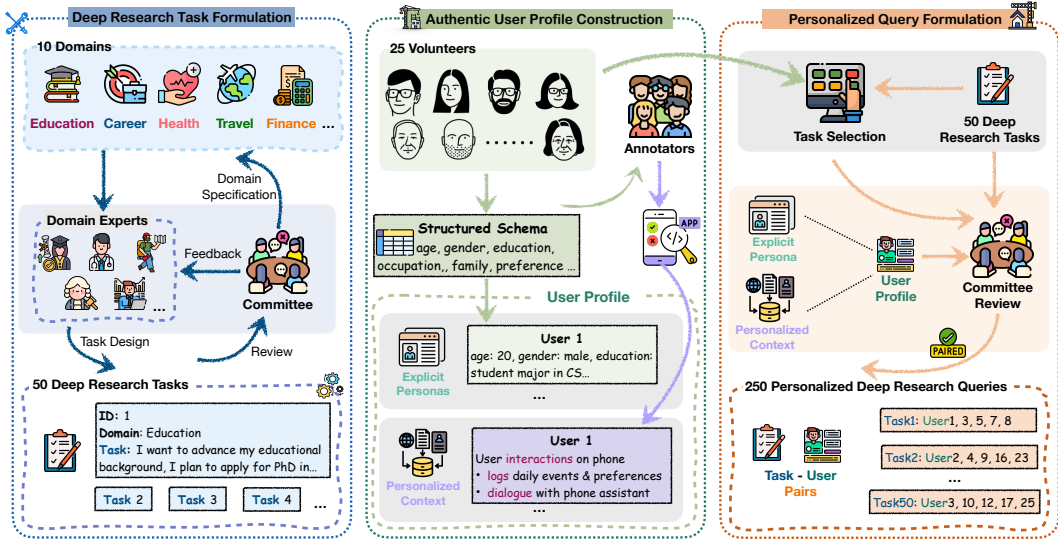 Deep Research Task Formulation
10 Domains
Education
Career
Health
Travel
Finance ...
Domain
Specification
Domain Experts
...
Feedback
Committee
Task Design
Review
50 Deep Research Tasks
ID: 1
Domain: Education
Task: I want to advance my educational
background, I plan to apply for PhD in...
Task 2
Task 3
Task 4
...
Authentic User Profile Construction
25 Volunteers
......
Annotators
Structured Schema
age, gender, education,
occupation,, family, preference ...
APP
User Profile
Explicit
Personas
User 1
age: 20, gender: male, education:
student major in CS...
...
Personalized
Context
User 1
User interactions on phone
• logs daily events & preferences
• dialogue with phone assistant
...
Personalized Query Formulation
Task Selection
50 Deep
Research Tasks
Explicit
Persona
User
Profile
Personalized
Context
Committee
Review
PAIRED
250 Personalized Deep Research Queries
Task - User
Pairs
Task1: User1, 3, 5, 7, 8
Task2: User2, 4, 9, 16, 23
...
Task50: User3, 10, 12, 17, 25